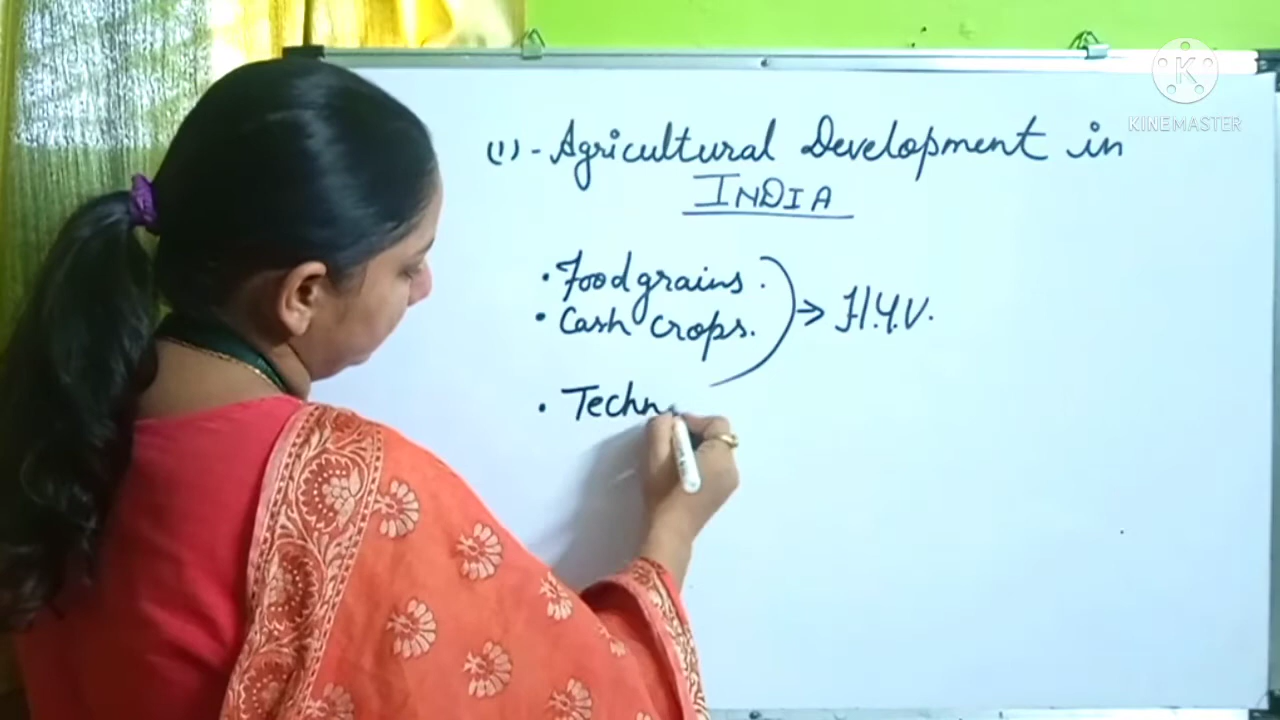 (1) - Agricultural Development in
INDIA
• Foodgrains.
• Cash crops.
→ H.Y.V.
• Techn
K
KINEMASTER